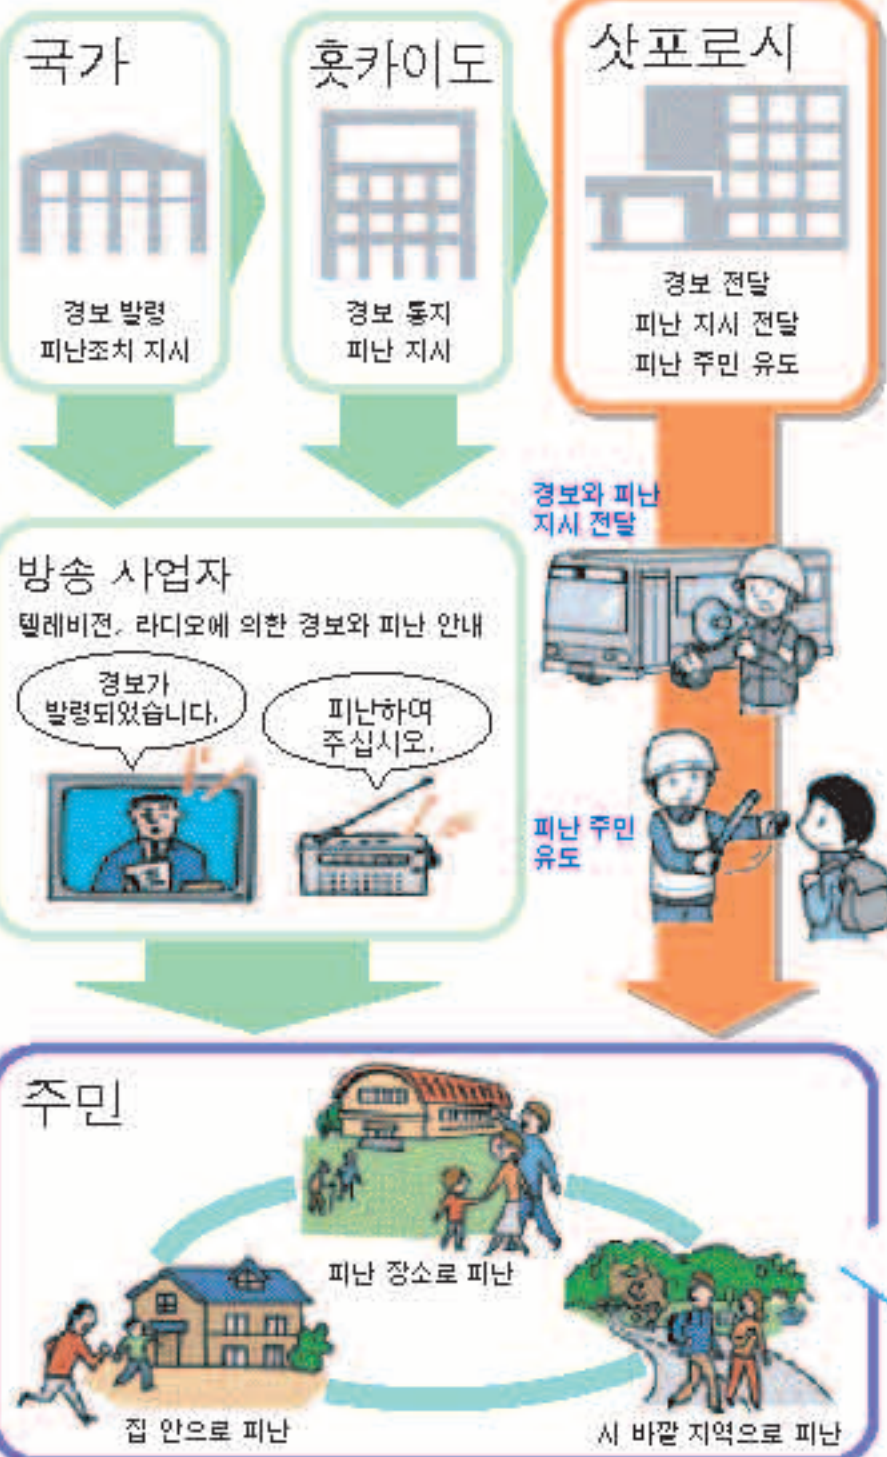 국가
경보 발령
피난조치 지시
홋카이도
경보 통지
피난 지시
삿포로시
경보 전달
피난 지시 전달
피난 주민 유도
방송 사업자
텔레비전, 라디오에 의한 경보와 피난 안내
경보가
발령되었습니다.
피난하여
주십시오.
경보와 피난
지시 전달
피난 주민
유도
주민
피난 장소로 피난
집 안으로 피난
시 바깥 지역으로 피난